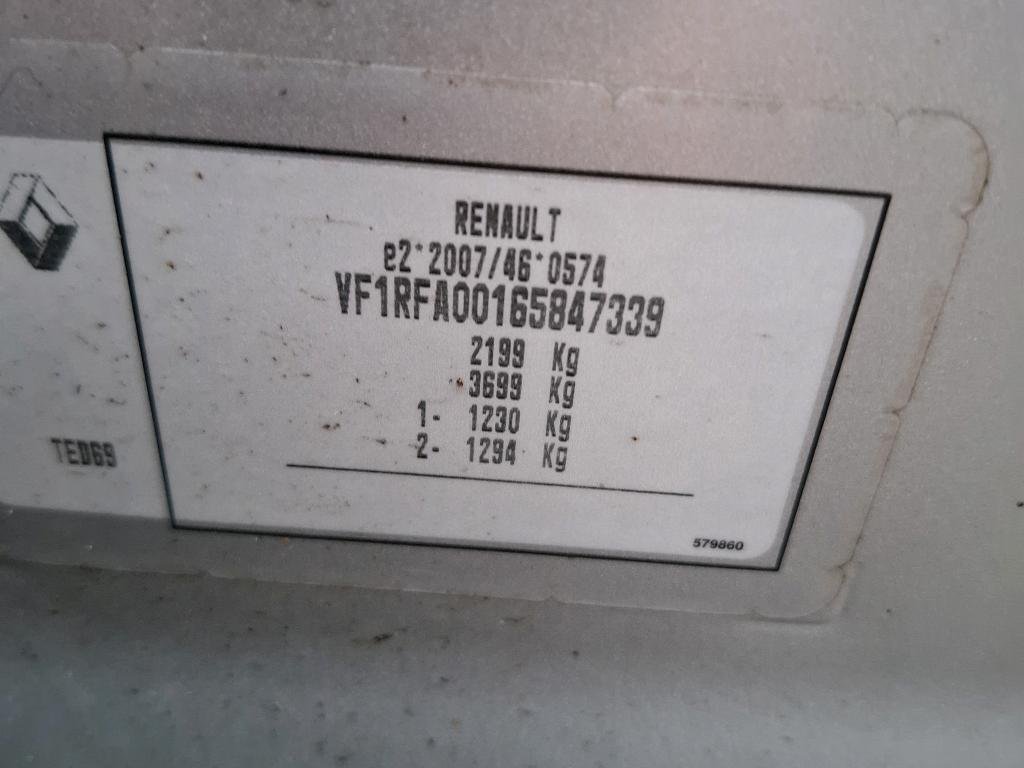 RENAULT
e2*2007/46*0574
VF1RFA00165847339
2199 Kg
3699 Kg
1- 1230 Kg
2- 1294 Kg
TED69
579860